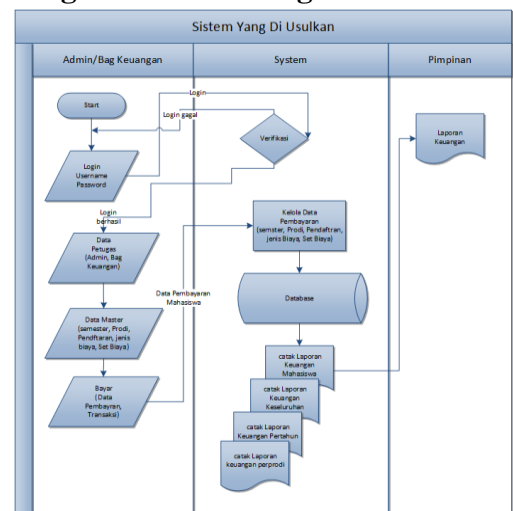 Sistem Yang Di Usulkan
Admin/Bag Keuangan
System
Pimpinan
Start
Login
Login gagal
Verifikasi
Laporan
Keuangan
Login
Username
Password
Login
berhasil
Data
Petugas
(Admin, Bag
Keuangan)
Kelola Data
Pembayaran
(semster, Prodi, Pendaftran,
jenis Biaya, Set Biaya)
Data Pembayaran
Mahasiswa
Database
Data Master
(semester, Prodi,
Pendftaran, jenis
biaya, Set Biaya)
Bayar
(Data
Pembayran,
Transaksi)
catak Laporan
Keuangan
Mahasiswa
catak Laporan
Keuangan
Keseluruhan
catak Laporan
Keuangan Pertahun
catak Laporan
keuangan perprodi